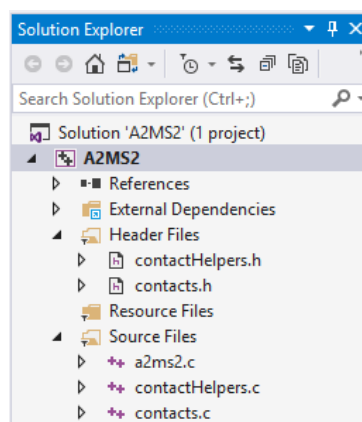 Solution Explorer
Search Solution Explorer (Ctrl+;)
Solution 'A2MS2' (1 project)
A2MS2
References
External Dependencies
Header Files
contactHelpers.h
contacts.h
Resource Files
Source Files
a2ms2.c
contactHelpers.c
contacts.c